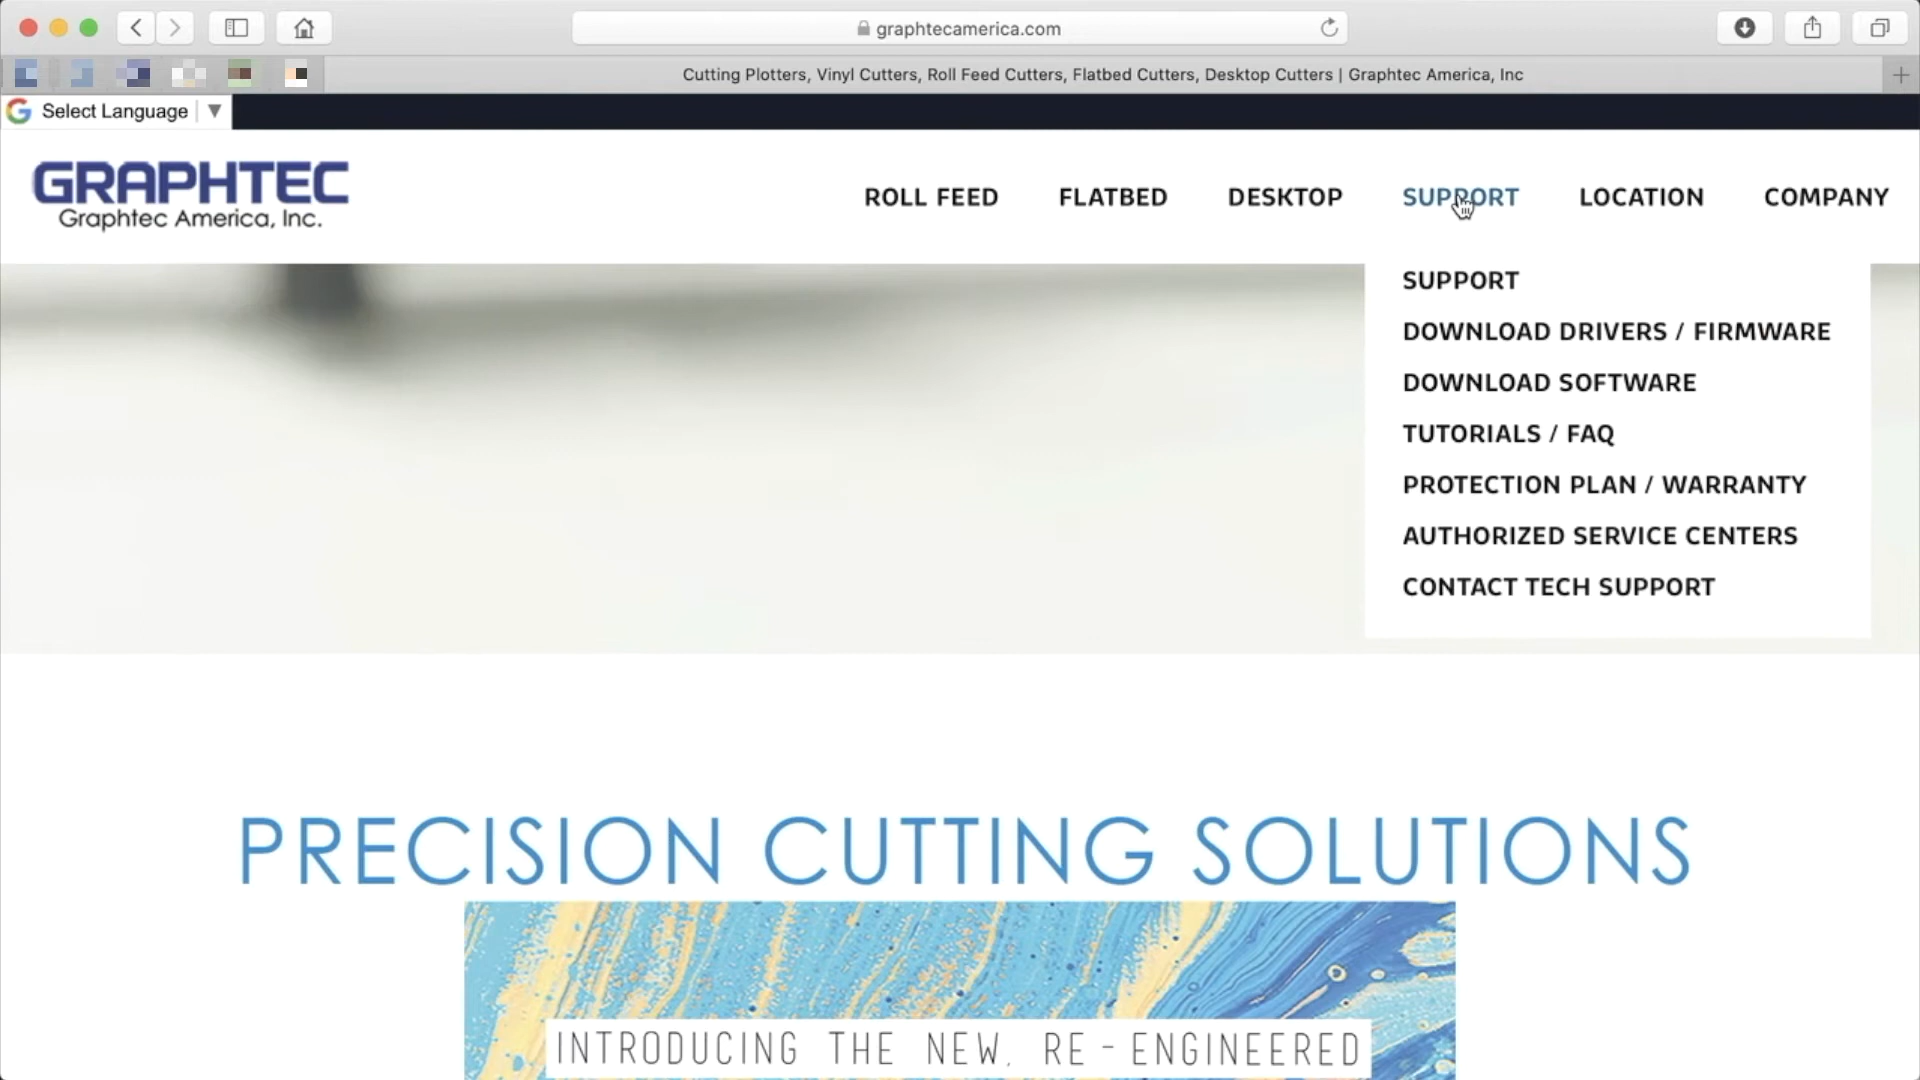 graphtecamerica.com
Cutting Plotters, Vinyl Cutters, Roll Feed Cutters, Flatbed Cutters, Desktop Cutters | Graphtec America, Inc
Select Language
GRAPHTEC
Graphtec America, Inc.
ROLL FEED FLATBED DESKTOP SUPPORT LOCATION COMPANY
SUPPORT
DOWNLOAD DRIVERS / FIRMWARE
DOWNLOAD SOFTWARE
TUTORIALS / FAQ
PROTECTION PLAN / WARRANTY
AUTHORIZED SERVICE CENTERS
CONTACT TECH SUPPORT
PRECISION CUTTING SOLUTIONS
INTRODUCING THE NEW, RE-ENGINEERED